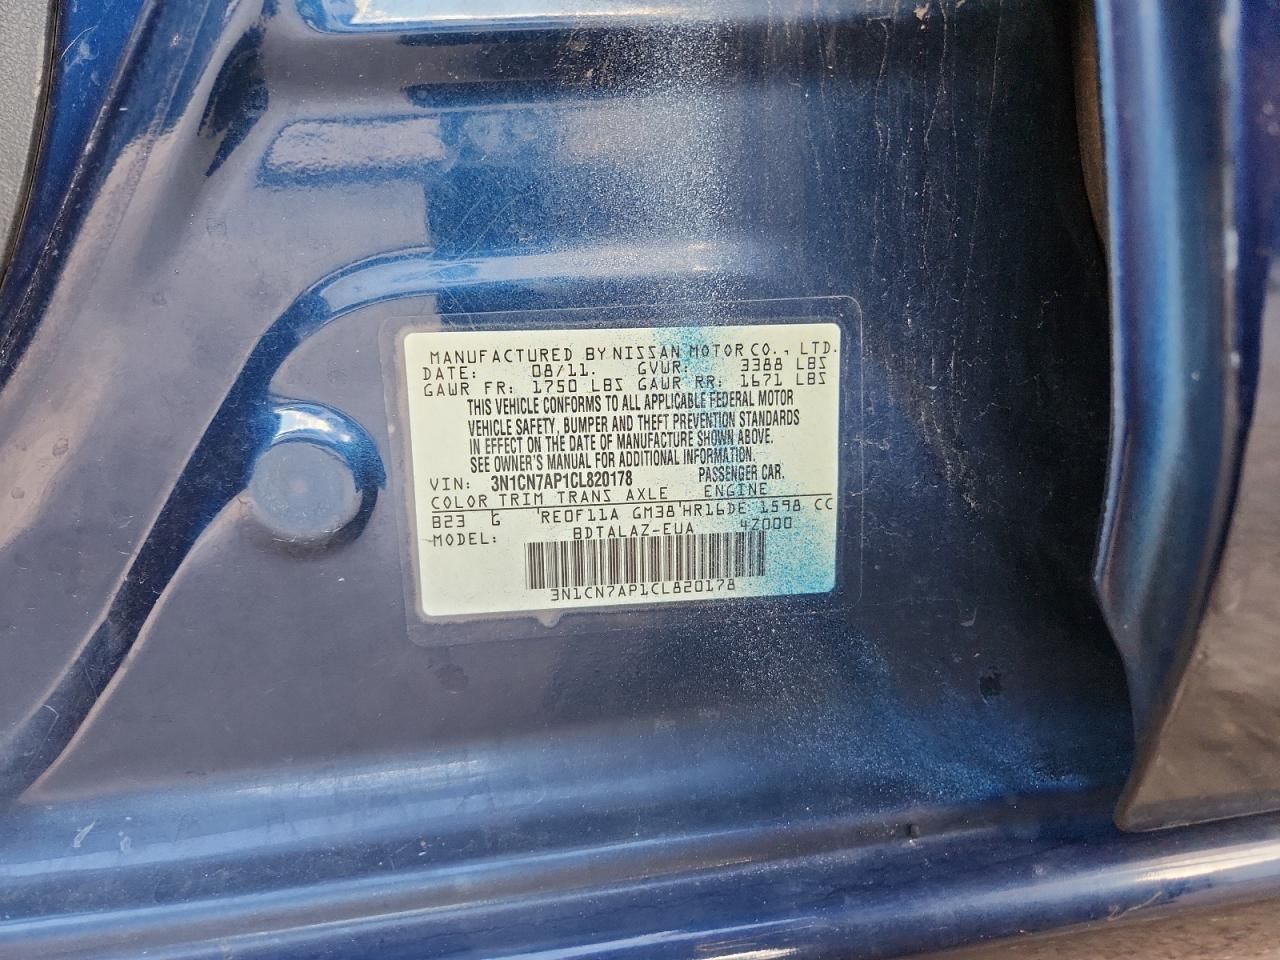 MANUFACTURED BY NISSAN MOTOR CO., LTD.
DATE: 08/11. GVWR: 3388 LBS
GAWR FR: 1750 LBS GAWR RR: 1671 LBS
THIS VEHICLE CONFORMS TO ALL APPLICABLE FEDERAL MOTOR
VEHICLE SAFETY, BUMPER AND THEFT PREVENTION STANDARDS
IN EFFECT ON THE DATE OF MANUFACTURE SHOWN ABOVE.
SEE OWNER'S MANUAL FOR ADDITIONAL INFORMATION.
VIN: 3N1CN7AP1CL820178 PASSENGER CAR.
COLOR TRIM TRANS AXLE ENGINE
B23 G RE0F11A GM38 HR16DE 1598 CC
MODEL: BDTALAZ-EUA 4Z000
3N1CN7AP1CL820178